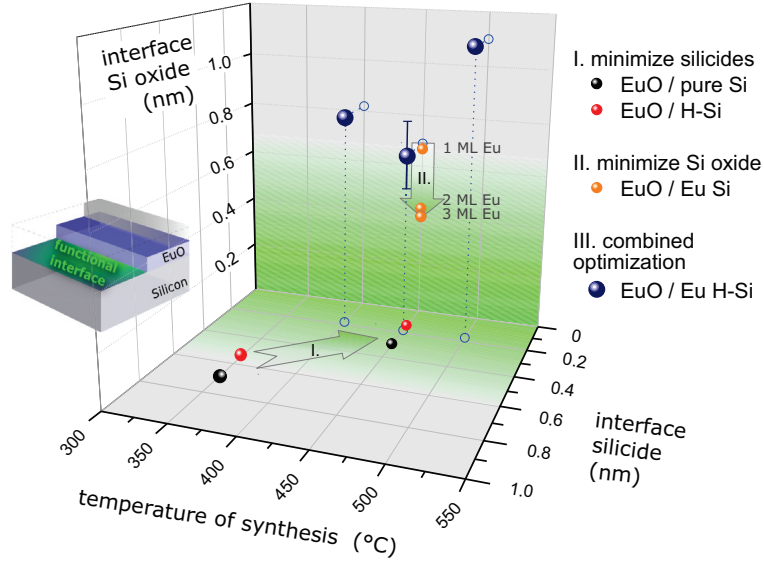 interface
Si oxide
(nm)
1.0
0.8
0.6
0.4
0.2
1 ML Eu
II.
2 ML Eu
3 ML Eu
functional
interface
EuO
Silicon
I.
300
350
400
450
500
550
temperature of synthesis (°C)
0
0.2
0.4
0.6
0.8
1.0
interface
silicide
(nm)
I. minimize silicides
EuO / pure Si
EuO / H-Si
II. minimize Si oxide
EuO / Eu Si
III. combined
optimization
EuO / Eu H-Si